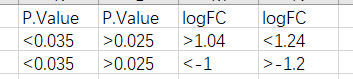 P.Value P.Value logFC logFC
<0.035 >0.025 >1.04 <1.24
<0.035 >0.025 <-1 >-1.2